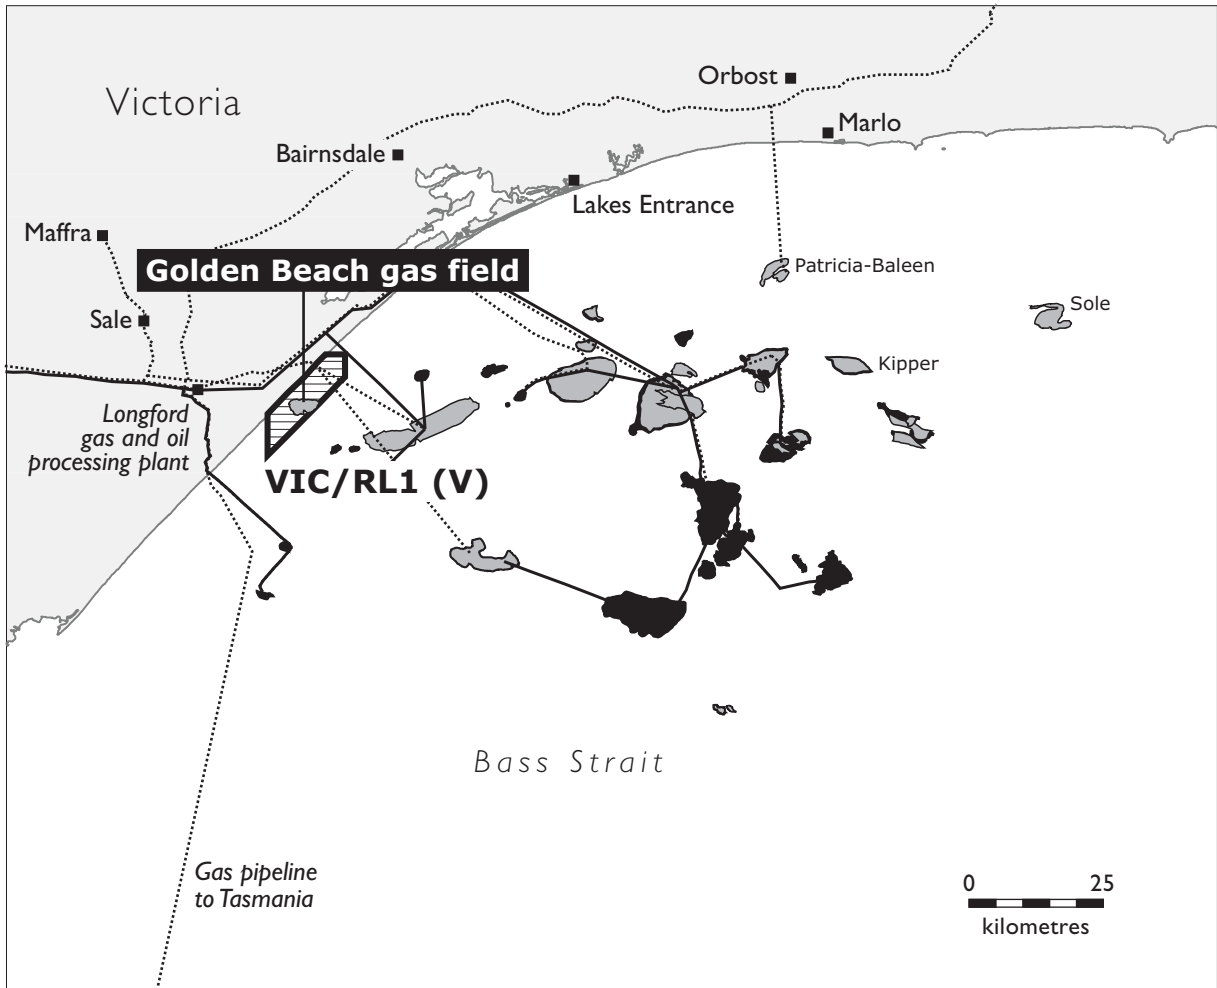 Orbost
Victoria
Marlo
Bairnsdale
Lakes Entrance
Maffra
Golden Beach gas field
Patricia-Baleen
Sole
Sale
Kipper
Longford
gas and oil
processing plant
VIC/RL1 (V)
Bass Strait
Gas pipeline
to Tasmania
0 25
kilometres